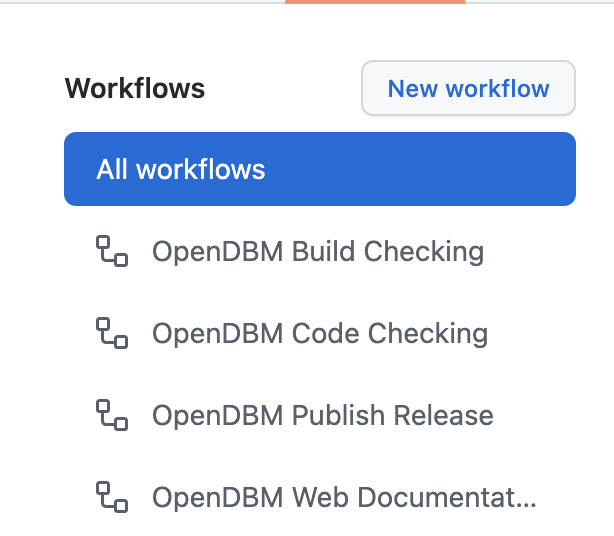 Workflows
New workflow
All workflows
OpenDBM Build Checking
OpenDBM Code Checking
OpenDBM Publish Release
OpenDBM Web Documentat...